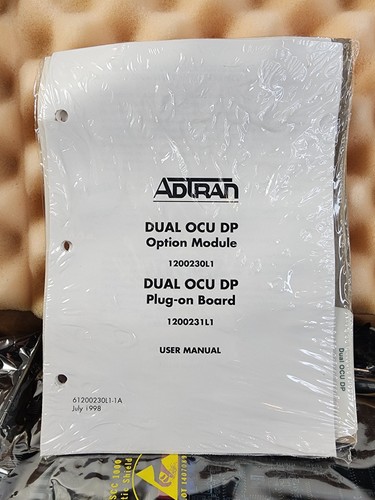 ADTRAN
DUAL OCU DP
Option Module
1200230L1
DUAL OCU DP
Plug-on Board
1200231L1
USER MANUAL
61200230L1-1A
July 1998
Dual OCU DP